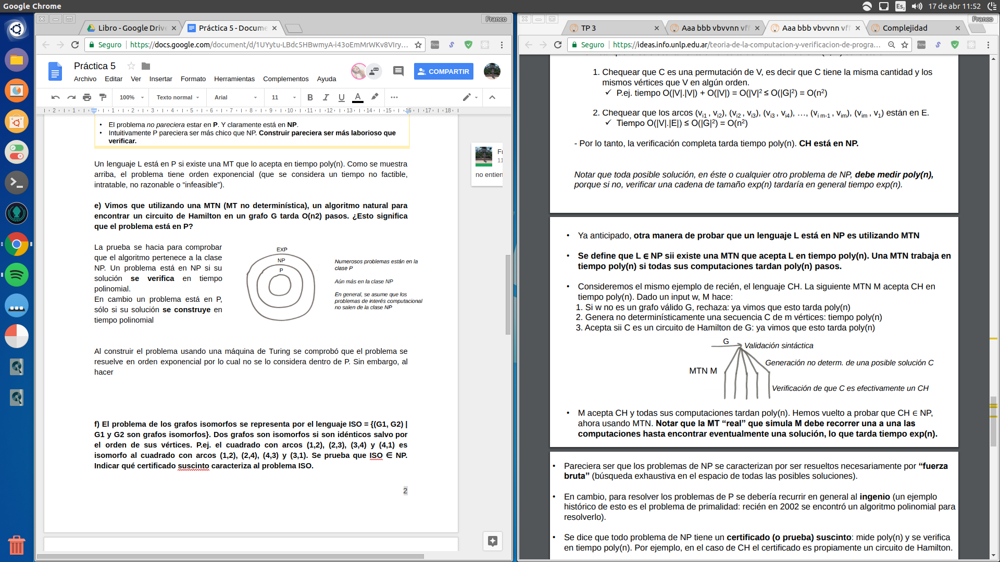 Google Chrome
Es2
17 de abr 11:52
Franco
Libro - Google Drive
Práctica 5 - Docume
Seguro
https://docs.google.com/document/d/1UYytu-LBdc5HBwmyA-i43oEmMrWKv8VIry...
Práctica 5
Archivo Editar Ver Insertar Formato Herramientas Complementos Ayuda
COMPARTIR
100% Texto normal Arial 11 B I U A
2 1 1 2 3 4 5 6 7 8 9 10 11 12 13 14 15 16 17 18
• El problema no pareciera estar en P. Y claramente está en NP.
• Intuitivamente P pareciera ser más chico que NP. Construir pareciera ser más laborioso que
verificar.
Un lenguaje L está en P si existe una MT que lo acepta en tiempo poly(n). Como se muestra
arriba, el problema tiene orden exponencial (que se considera un tiempo no factible,
intratable, no razonable o “infeasible”).
Fr
11
no entien
e) Vimos que utilizando una MTN (MT no determinística), un algoritmo natural para
encontrar un circuito de Hamilton en un grafo G tarda O(n2) pasos. ¿Esto significa
que el problema está en P?
La prueba se hacia para comprobar
que el algoritmo pertenece a la clase
NP. Un problema está en NP si su
solución se verifica en tiempo
polinomial.
En cambio un problema está en P,
sólo si su solución se construye en
tiempo polinomial
EXP
NP
P
Numerosos problemas están en la
clase P
Aún más en la clase NP
En general, se asume que los
problemas de interés computacional
no salen de la clase NP
Al construir el problema usando una máquina de Turing se comprobó que el problema se
resuelve en orden exponencial por lo cual no se lo considera dentro de P. Sin embargo, al
hacer
f) El problema de los grafos isomorfos se representa por el lenguaje ISO = {(G1, G2) |
G1 y G2 son grafos isomorfos}. Dos grafos son isomorfos si son idénticos salvo por
el orden de sus vértices. P.ej. el cuadrado con arcos (1,2), (2,3), (3,4) y (4,1) es
isomorfo al cuadrado con arcos (1,2), (2,4), (4,3) y (3,1). Se prueba que ISO ∈ NP.
Indicar qué certificado suscinto caracteriza al problema ISO.
2
Franco
TP 3
Aaa bbb vbvvnn vff
Aaa bbb vbvvnn vff
Complejidad
Seguro
https://ideas.info.unlp.edu.ar/teoria-de-la-computacion-y-verificacion-de-progra...
1. Chequear que C es una permutación de V, es decir que C tiene la misma cantidad y los
mismos vértices que V en algún orden.
✓ P.ej. tiempo O(|V|.|V|) + O(|V|) = O(|V|² ≤ O(|G|²) = O(n²)
2. Chequear que los arcos (vi1 , vi2), (vi2 , vi3), (vi3 , vi4), …, (vi m-1 , vim), (vim , v1) están en E.
✓ Tiempo O(|V|.|E|) ≤ O(|G|²) = O(n²)
- Por lo tanto, la verificación completa tarda tiempo poly(n). CH está en NP.
Notar que toda posible solución, en éste o cualquier otro problema de NP, debe medir poly(n),
porque si no, verificar una cadena de tamaño exp(n) tardaría en general tiempo exp(n).
• Ya anticipado, otra manera de probar que un lenguaje L está en NP es utilizando MTN
• Se define que L ∈ NP sii existe una MTN que acepta L en tiempo poly(n). Una MTN trabaja en
tiempo poly(n) si todas sus computaciones tardan poly(n) pasos.
• Consideremos el mismo ejemplo de recién, el lenguaje CH. La siguiente MTN M acepta CH en
tiempo poly(n). Dado un input w, M hace:
1. Si w no es un grafo válido G, rechaza: ya vimos que esto tarda poly(n)
2. Genera no determinísticamente una secuencia C de m vértices: tiempo poly(n)
3. Acepta sii C es un circuito de Hamilton de G: ya vimos que esto tarda poly(n)
G
Validación sintáctica
Generación no determ. de una posible solución C
MTN M
Verificación de que C es efectivamente un CH
• M acepta CH y todas sus computaciones tardan poly(n). Hemos vuelto a probar que CH ∈ NP,
ahora usando MTN. Notar que la MT “real” que simula M debe recorrer una a una las
computaciones hasta encontrar eventualmente una solución, lo que tarda tiempo exp(n).
• Pareciera ser que los problemas de NP se caracterizan por ser resueltos necesariamente por “fuerza
bruta” (búsqueda exhaustiva en el espacio de todas las posibles soluciones).
• En cambio, para resolver los problemas de P se debería recurrir en general al ingenio (un ejemplo
histórico de esto es el problema de primalidad: recién en 2002 se encontró un algoritmo polinomial para
resolverlo).
• Se dice que todo problema de NP tiene un certificado (o prueba) suscinto: mide poly(n) y se verifica
en tiempo poly(n). Por ejemplo, en el caso de CH el certificado es propiamente un circuito de Hamilton.